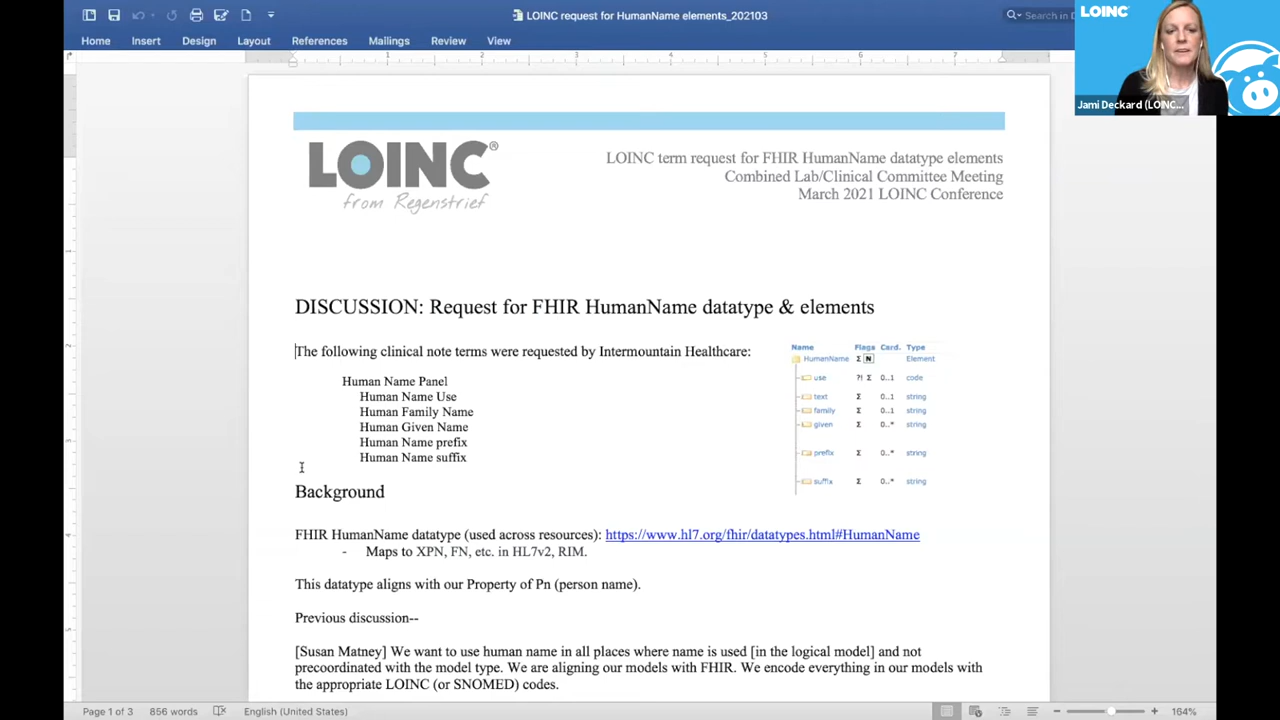 LOINC request for HumanName elements_202103
Search in D
Home Insert Design Layout References Mailings Review View
LOINC
Jami Deckard (LOINC...
1 2 3 4 5 6 7
LOINC®
from Regenstrief
LOINC term request for FHIR HumanName datatype elements
Combined Lab/Clinical Committee Meeting
March 2021 LOINC Conference
DISCUSSION: Request for FHIR HumanName datatype & elements
The following clinical note terms were requested by Intermountain Healthcare:
Human Name Panel
Human Name Use
Human Family Name
Human Given Name
Human Name prefix
Human Name suffix
Name Flags Card. Type
HumanName Σ N Element
use ?! Σ 0..1 code
text Σ 0..1 string
family Σ 0..1 string
given Σ 0..* string
prefix Σ 0..* string
suffix Σ 0..* string
Background
FHIR HumanName datatype (used across resources): https://www.hl7.org/fhir/datatypes.html#HumanName
- Maps to XPN, FN, etc. in HL7v2, RIM.
This datatype aligns with our Property of Pn (person name).
Previous discussion--
[Susan Matney] We want to use human name in all places where name is used [in the logical model] and not
precoordinated with the model type. We are aligning our models with FHIR. We encode everything in our models with
the appropriate LOINC (or SNOMED) codes.
Page 1 of 3 856 words English (United States) 164%